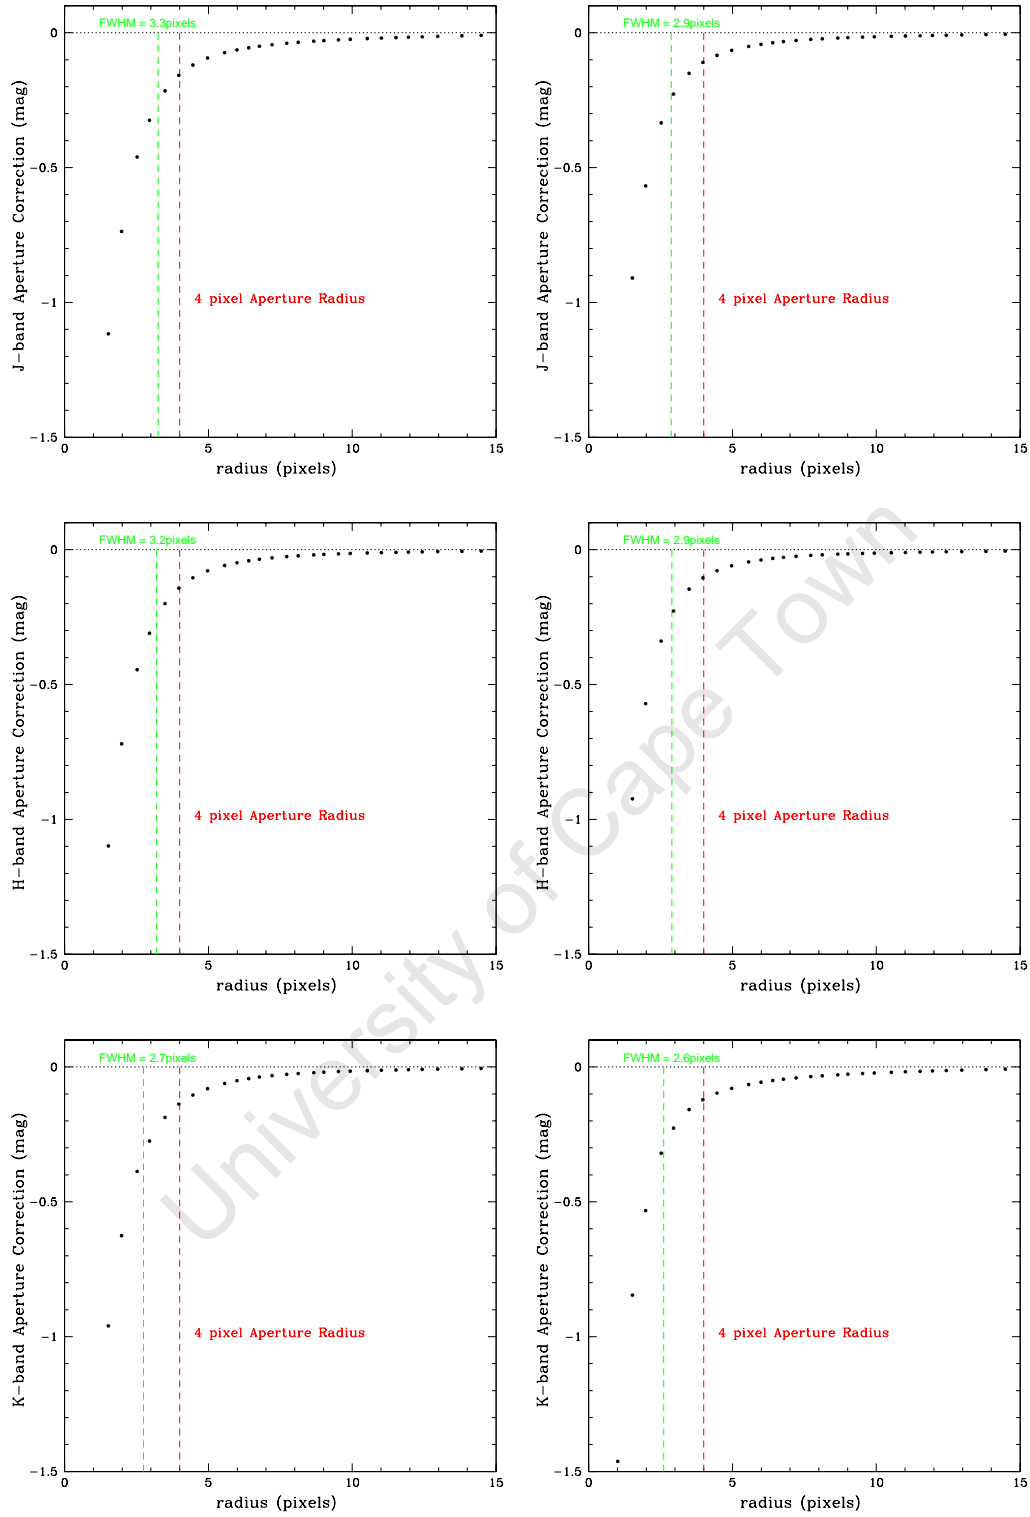 FWHM = 3.3pixels
0
-0.5
-1
-1.5
J-band Aperture Correction (mag)
4 pixel Aperture Radius
0 5 10 15
radius (pixels)
FWHM = 2.9pixels
0
-0.5
-1
-1.5
J-band Aperture Correction (mag)
4 pixel Aperture Radius
0 5 10 15
radius (pixels)
FWHM = 3.2pixels
0
-0.5
-1
-1.5
H-band Aperture Correction (mag)
4 pixel Aperture Radius
0 5 10 15
radius (pixels)
FWHM = 2.9pixels
0
-0.5
-1
-1.5
H-band Aperture Correction (mag)
4 pixel Aperture Radius
0 5 10 15
radius (pixels)
FWHM = 2.7pixels
0
-0.5
-1
-1.5
K-band Aperture Correction (mag)
4 pixel Aperture Radius
0 5 10 15
radius (pixels)
FWHM = 2.6pixels
0
-0.5
-1
-1.5
K-band Aperture Correction (mag)
4 pixel Aperture Radius
0 5 10 15
radius (pixels)
University of Cape Town